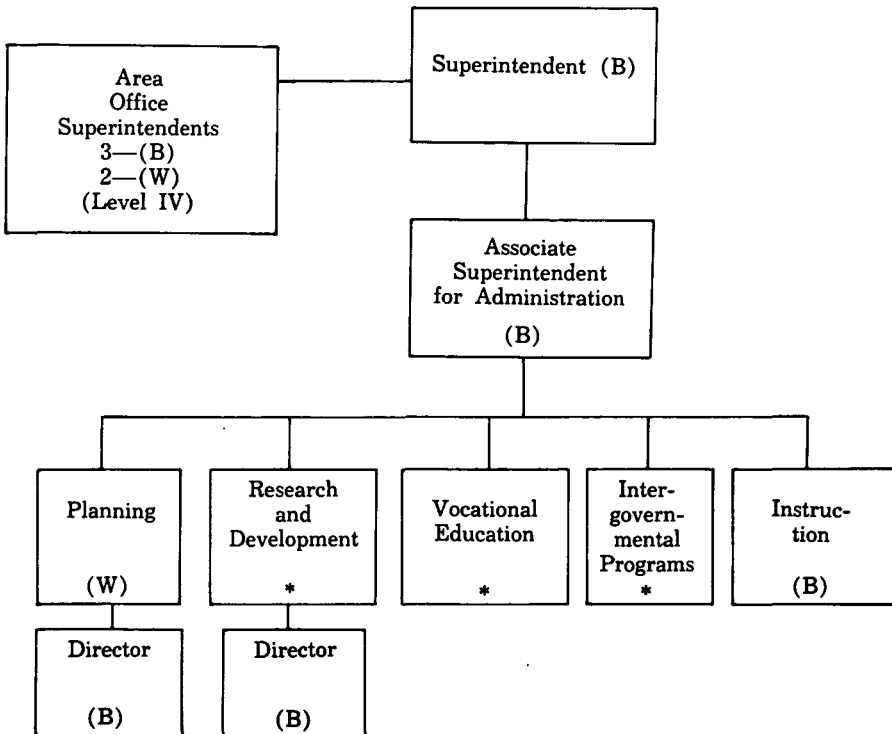 Area
Office
Superintendents
3—(B)
2—(W)
(Level IV)
Superintendent (B)
Associate
Superintendent
for Administration
(B)
Planning
(W)
Research
and
Development
*
Vocational
Education
*
Inter-
govern-
mental
Programs
*
Instruc-
tion
(B)
Director
(B)
Director
(B)